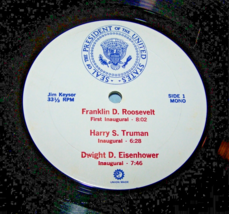 SEAL OF THE PRESIDENT OF THE UNITED STATES
Jim Keyser
33⅓ RPM
SIDE 1
MONO
Franklin D. Roosevelt
First Inaugural - 8:02
Harry S. Truman
Inaugural - 6:28
Dwight D. Eisenhower
Inaugural - 7:46